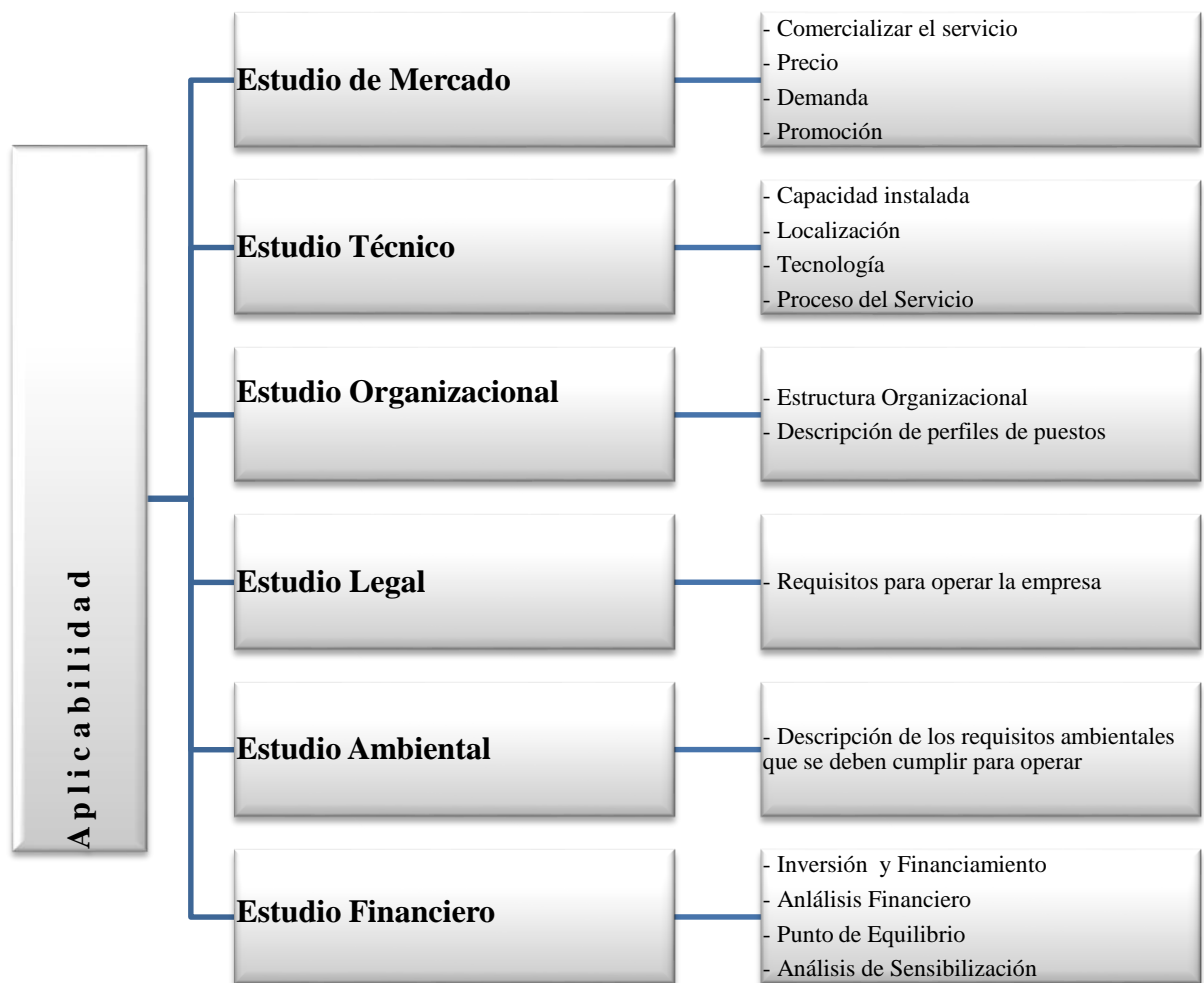 Aplicabilidad
Estudio de Mercado
- Comercializar el servicio
- Precio
- Demanda
- Promoción
Estudio Técnico
- Capacidad instalada
- Localización
- Tecnología
- Proceso del Servicio
Estudio Organizacional
- Estructura Organizacional
- Descripción de perfiles de puestos
Estudio Legal
- Requisitos para operar la empresa
Estudio Ambiental
- Descripción de los requisitos ambientales
que se deben cumplir para operar
Estudio Financiero
- Inversión y Financiamiento
- Anlálisis Financiero
- Punto de Equilibrio
- Análisis de Sensibilización